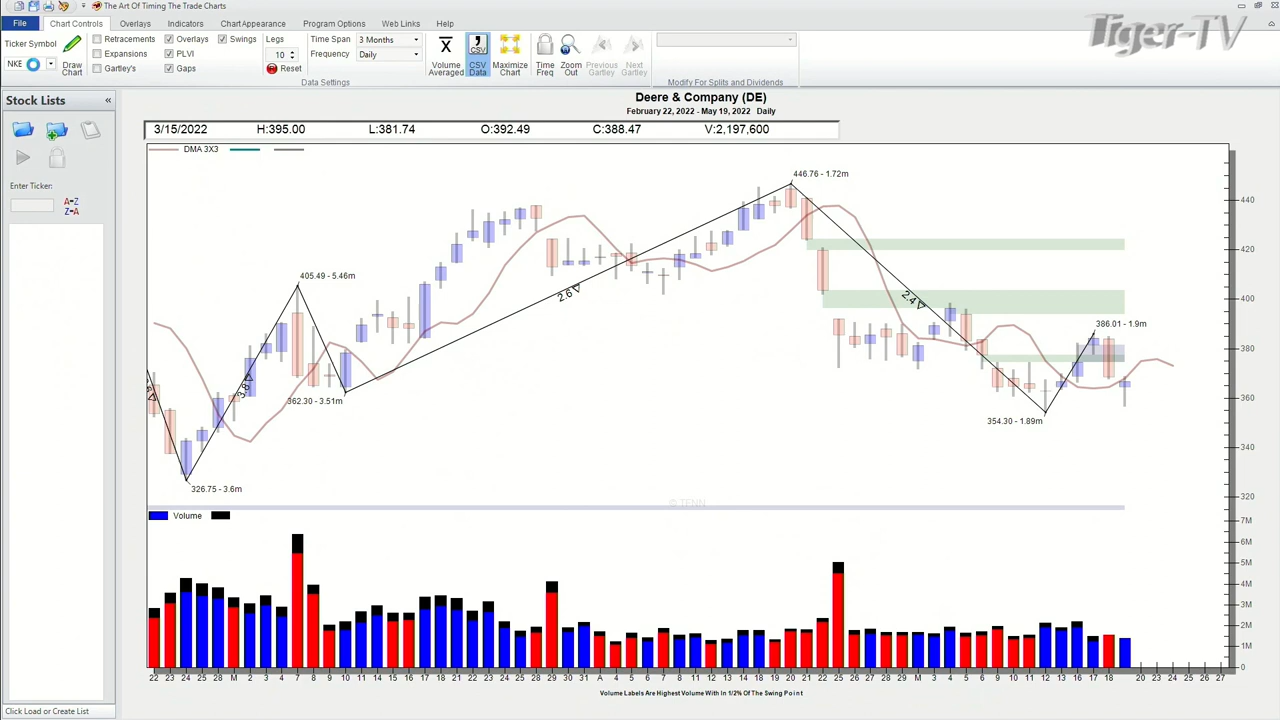 The Art Of Timing The Trade Charts
Tiger-TV
File Chart Controls Overlays Indicators Chart Appearance Program Options Web Links Help
Ticker Symbol
NKE
Draw Chart
Retracements
Expansions
Gartley's
Overlays
PLVI
Gaps
Swings
Legs
10
Reset
Time Span 3 Months
Frequency Daily
Data Settings
Volume Averaged
CSV
CSV Data
Maximize Chart
Time Freq
Zoom Out
Previous Gartley
Next Gartley
Modify For Splits and Dividends
Stock Lists «
Enter Ticker:
A-Z
Z-A
Click Load or Create List
Deere & Company (DE)
February 22, 2022 - May 19, 2022 Daily
3/15/2022 H:395.00 L:381.74 O:392.49 C:388.47 V:2,197,600
DMA 3X3
446.76 - 1.72m
405.49 - 5.46m
386.01 - 1.9m
362.30 - 3.51m
354.30 - 1.89m
326.75 - 3.6m
3.8
2.6
2.4
440
420
400
380
360
340
320
© TENN
Volume
7M
6M
5M
4M
3M
2M
1M
0
22 23 24 25 28 M 2 3 4 7 8 9 10 11 14 15 16 17 18 21 22 23 24 25 28 29 30 31 A 4 5 6 7 8 11 12 13 14 18 19 20 21 22 25 26 27 28 29 M 3 4 5 6 9 10 11 12 13 16 17 18 20 23 24 25 26 27
Volume Labels Are Highest Volume With In 1/2% Of The Swing Point